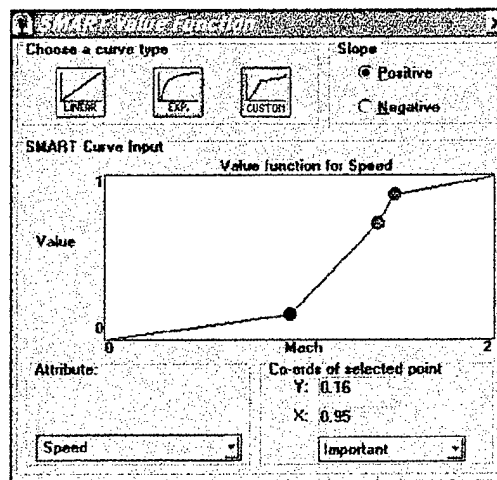 SMART Value Function
Choose a curve type
Slope
LINEAR
EXP.
CUSTOM
Positive
Negative
SMART Curve Input
Value function for Speed
1
Value
0
0
Mach
2
Attribute:
Co-ords of selected point
Y: 0.16
X: 0.95
Speed
Important